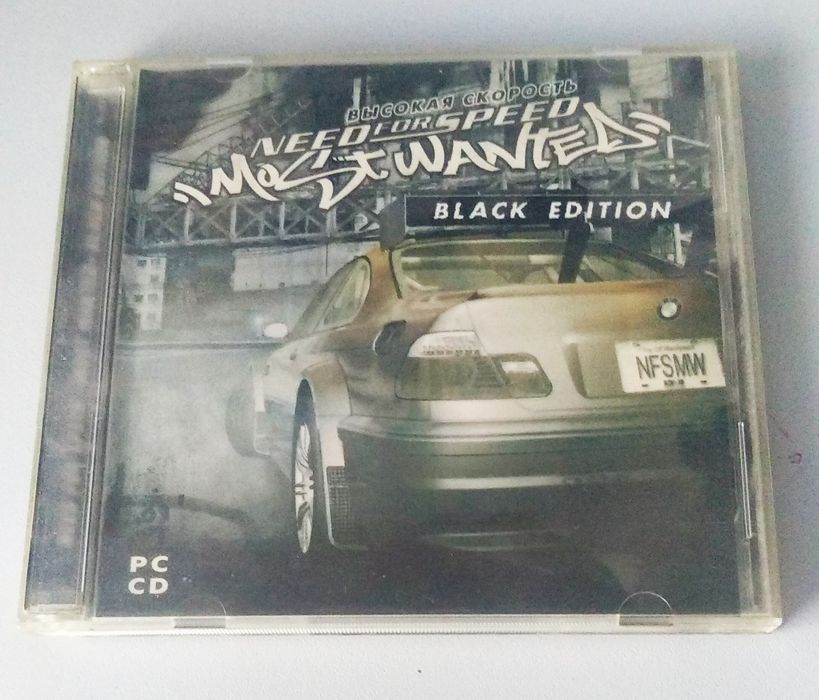 ВЫСОКАЯ СКОРОСТЬ
NEED FOR SPEED
MOST WANTED
BLACK EDITION
NFSMW
PC
CD